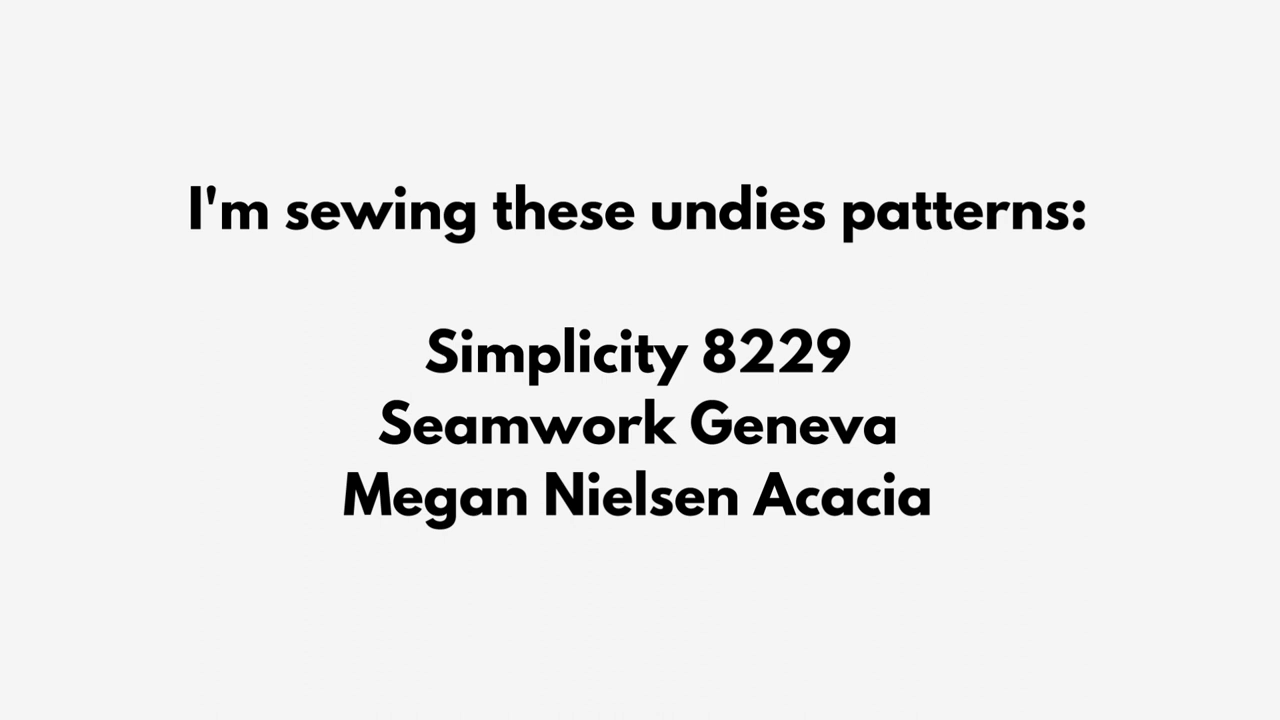 I'm sewing these undies patterns:
Simplicity 8229
Seamwork Geneva
Megan Nielsen Acacia